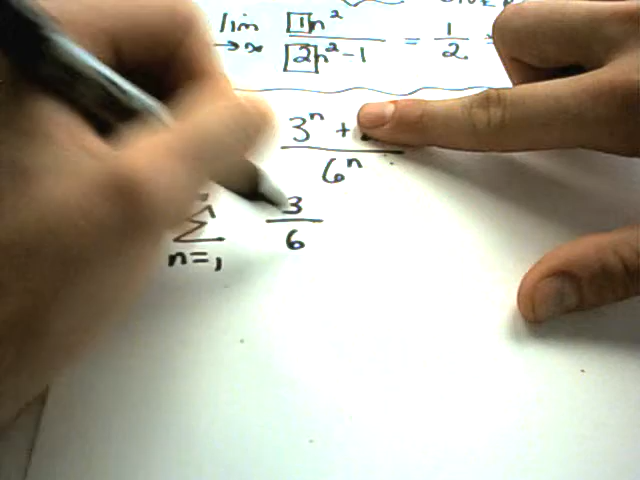 lim 1n² / 2n²-1 = 1/2 =
→∞
3ⁿ +
6ⁿ
∑ 3/6
n=1